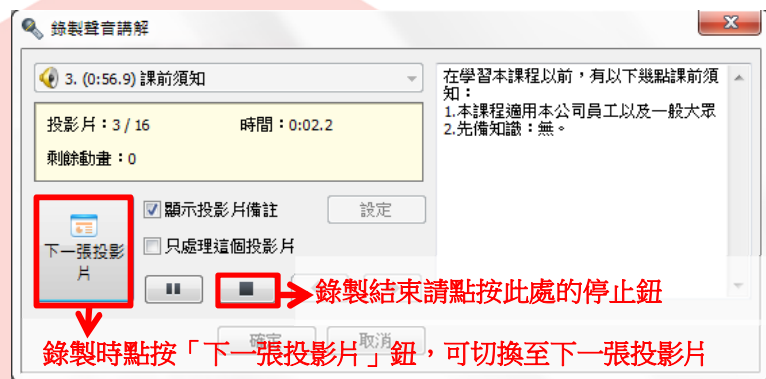 錄製聲音講解
3. (0:56.9) 課前須知
投影片：3 / 16 時間：0:02.2
剩餘動畫：0
在學習本課程以前，有以下幾點課前須
知：
1.本課程適用本公司員工以及一般大眾
2.先備知識：無。
下一張投影
片
顯示投影片備註
設定
只處理這個投影片
錄製結束請點按此處的停止鈕
確定
取消
錄製時點按「下一張投影片」鈕，可切換至下一張投影片